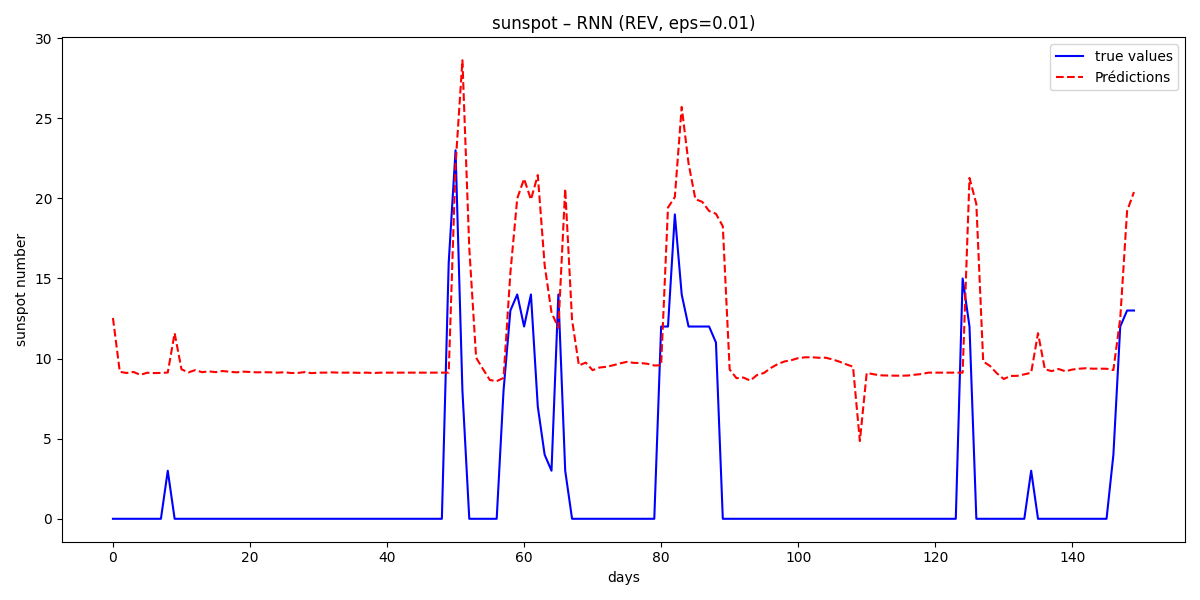 sunspot – RNN (REV, eps=0.01)
true values
Prédictions
sunspot number
30
25
20
15
10
5
0
0 20 40 60 80 100 120 140
days